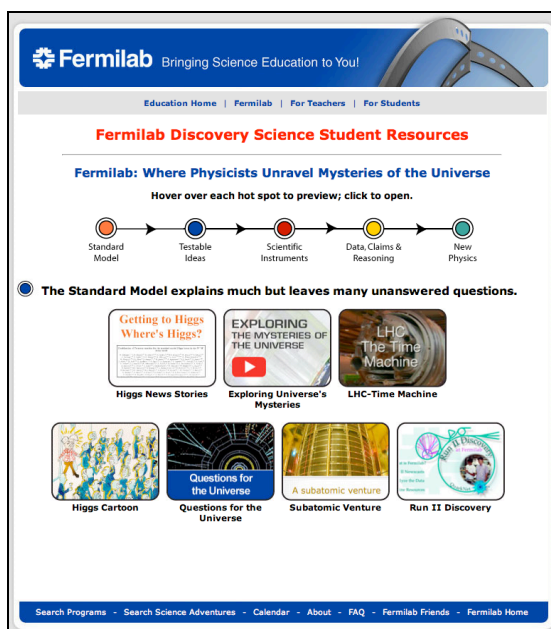 Fermilab Bringing Science Education to You!
Education Home | Fermilab | For Teachers | For Students
Fermilab Discovery Science Student Resources
Fermilab: Where Physicists Unravel Mysteries of the Universe
Hover over each hot spot to preview; click to open.
Standard Model
Testable Ideas
Scientific Instruments
Data, Claims & Reasoning
New Physics
The Standard Model explains much but leaves many unanswered questions.
Getting to Higgs
Where's Higgs?
EXPLORING
THE MYSTERIES OF
THE UNIVERSE
LHC
The Time
Machine
Higgs News Stories
Exploring Universe's
Mysteries
LHC-Time Machine
Questions for
the Universe
A subatomic venture
Run II Discovery
at Fermilab
Higgs Cartoon
Questions for the
Universe
Subatomic Venture
Run II Discovery
Search Programs - Search Science Adventures - Calendar - About - FAQ - Fermilab Friends - Fermilab Home